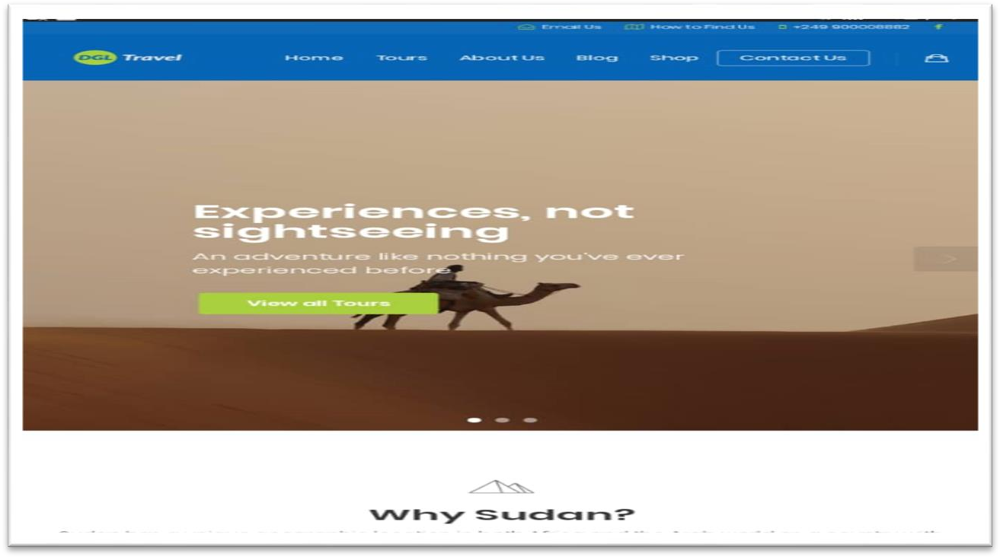 Email Us How to Find Us +249 900008882
DGL Travel Home Tours About Us Blog Shop Contact Us
Experiences, not
sightseeing
An adventure like nothing you've ever
experienced before
View all Tours
Why Sudan?